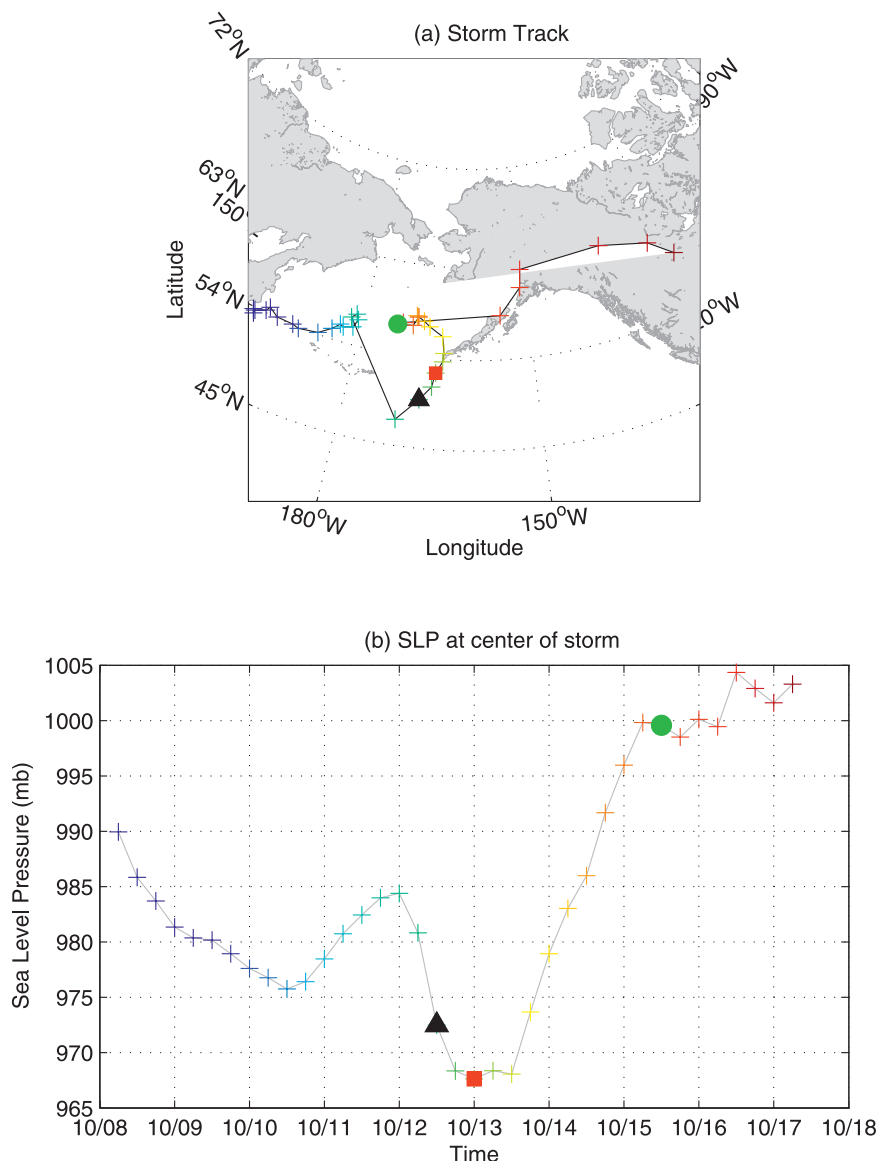 (a) Storm Track
72°N
90°W
63°N
150°
Latitude
54°N
45°N
180°W
150°W
Longitude
(b) SLP at center of storm
1005
1000
995
990
985
980
975
970
965
Sea Level Pressure (mb)
10/08 10/09 10/10 10/11 10/12 10/13 10/14 10/15 10/16 10/17 10/18
Time